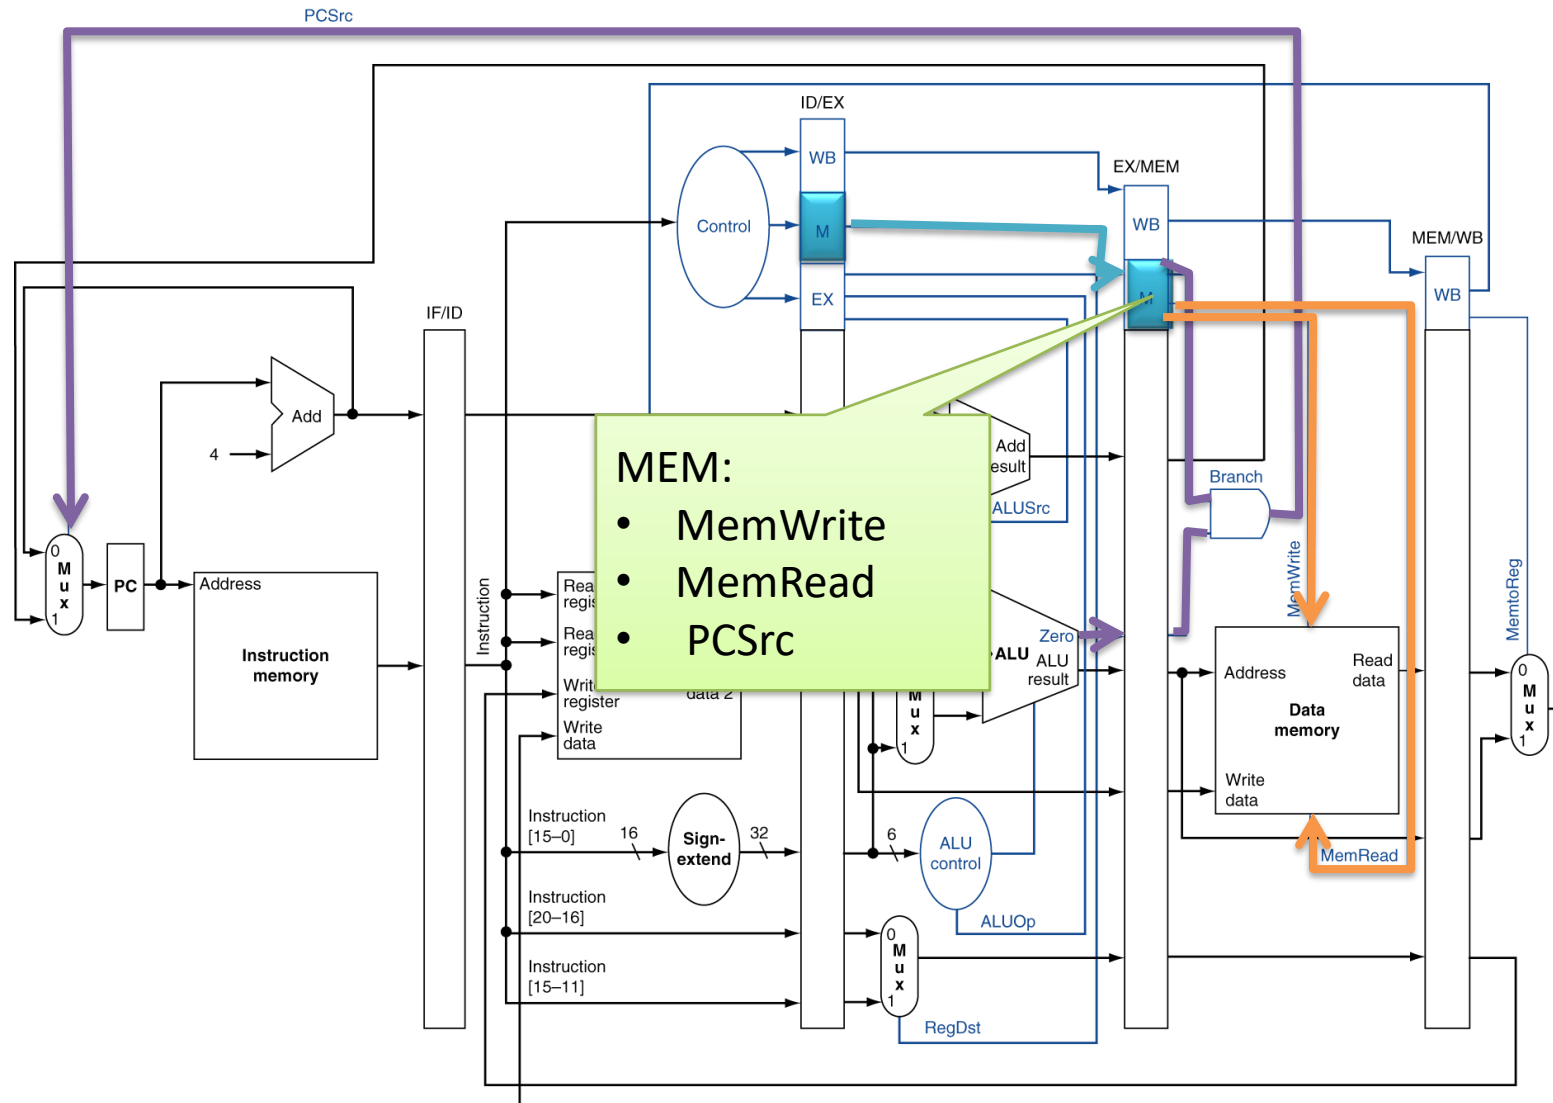 PCSrc
ID/EX
WB
EX/MEM
Control
M
WB
MEM/WB
EX
M
WB
IF/ID
Add
4
MEM:
• MemWrite
• MemRead
• PCSrc
Add
esult
ALUSrc
Branch
0
M
u
x
1
PC
Address
Instruction
memory
Instruction
Rea
regis
Rea
regis
Writ
register
data 2
Write
data
Zero
ALU
ALU
result
M
u
x
1
MemWrite
Address
Read
data
Data
memory
Write
data
MemtoReg
0
M
u
x
1
Instruction
[15–0]
16
Sign-
extend
32
6
ALU
control
MemRead
Instruction
[20–16]
ALUOp
0
M
u
x
1
Instruction
[15–11]
RegDst